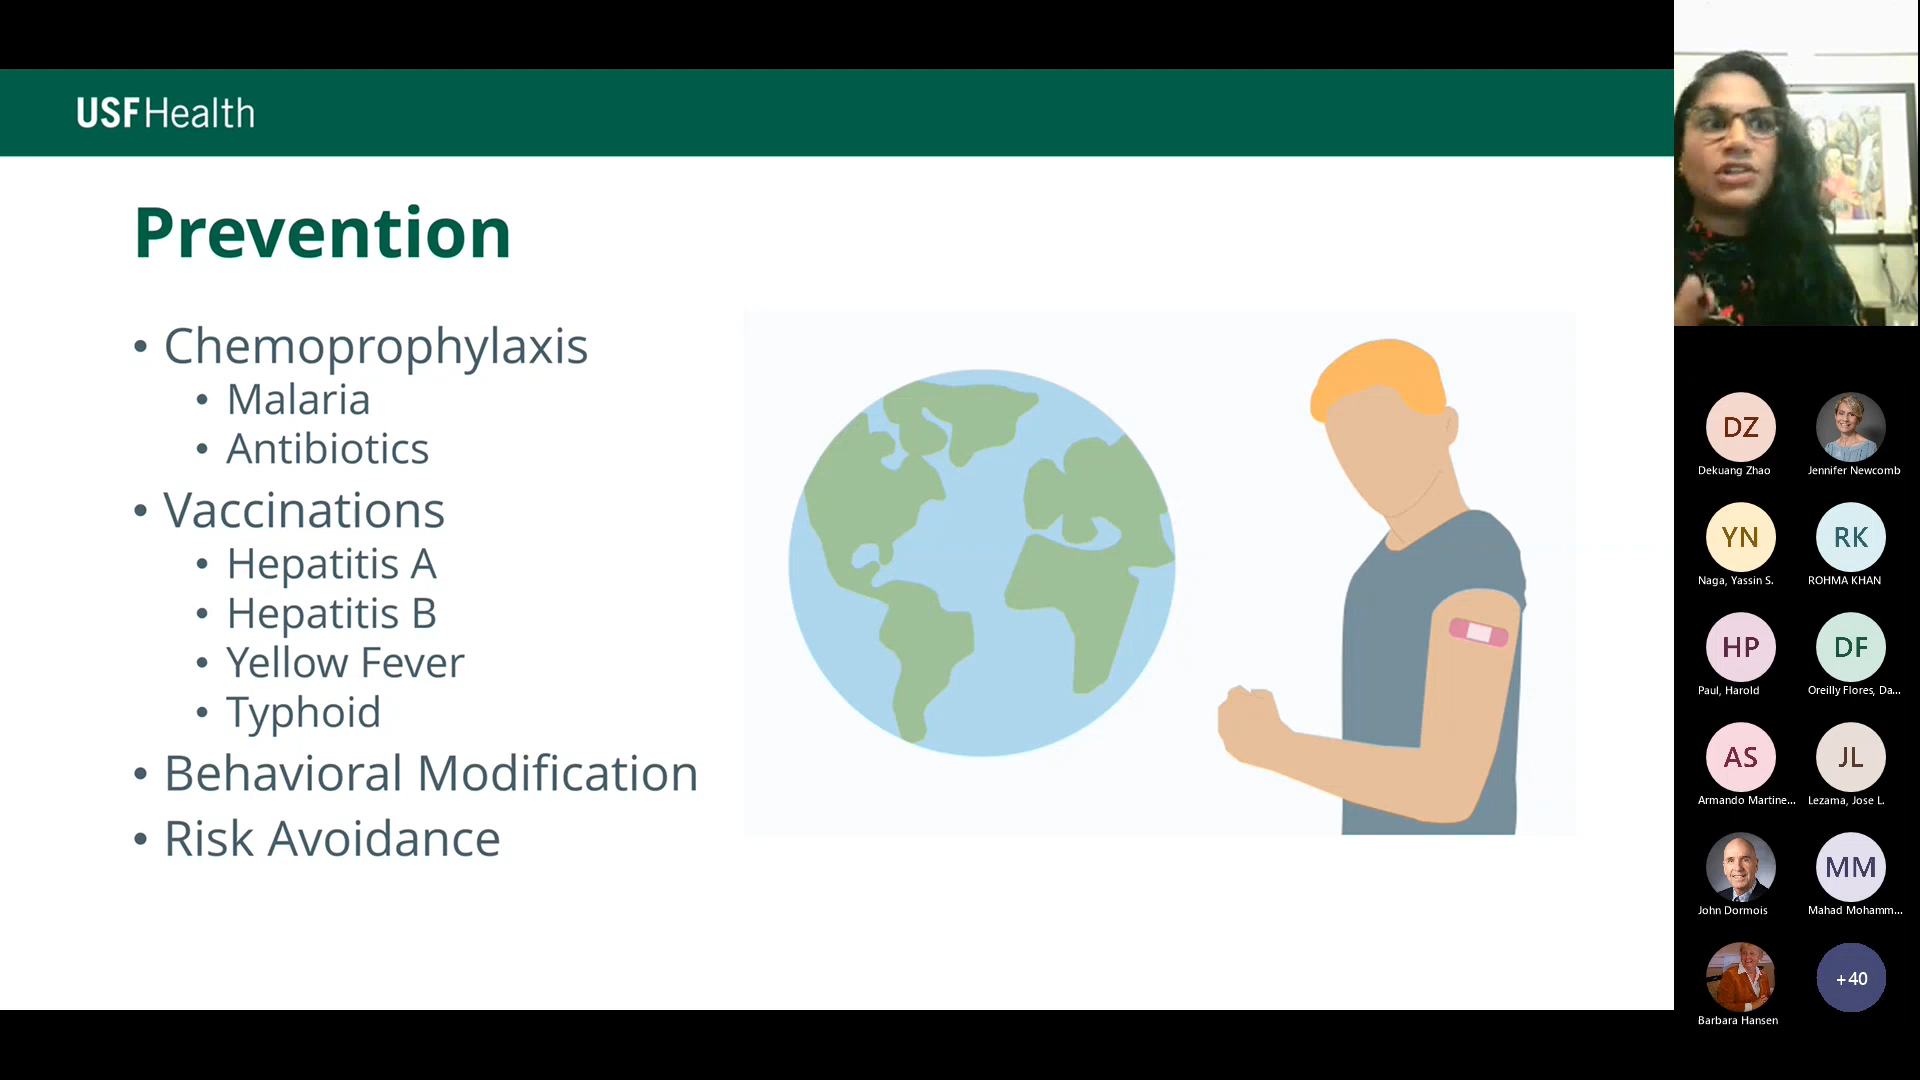 USF Health
Prevention
• Chemoprophylaxis
• Malaria
• Antibiotics
• Vaccinations
• Hepatitis A
• Hepatitis B
• Yellow Fever
• Typhoid
• Behavioral Modification
• Risk Avoidance
DZ
Dekuang Zhao
Jennifer Newcomb
YN
Naga, Yassin S.
RK
ROHMA KHAN
HP
Paul, Harold
DF
Oreilly Flores, Da...
AS
Armando Martine...
JL
Lezama, Jose L.
John Dormois
MM
Mahad Mohamm...
Barbara Hansen
+40